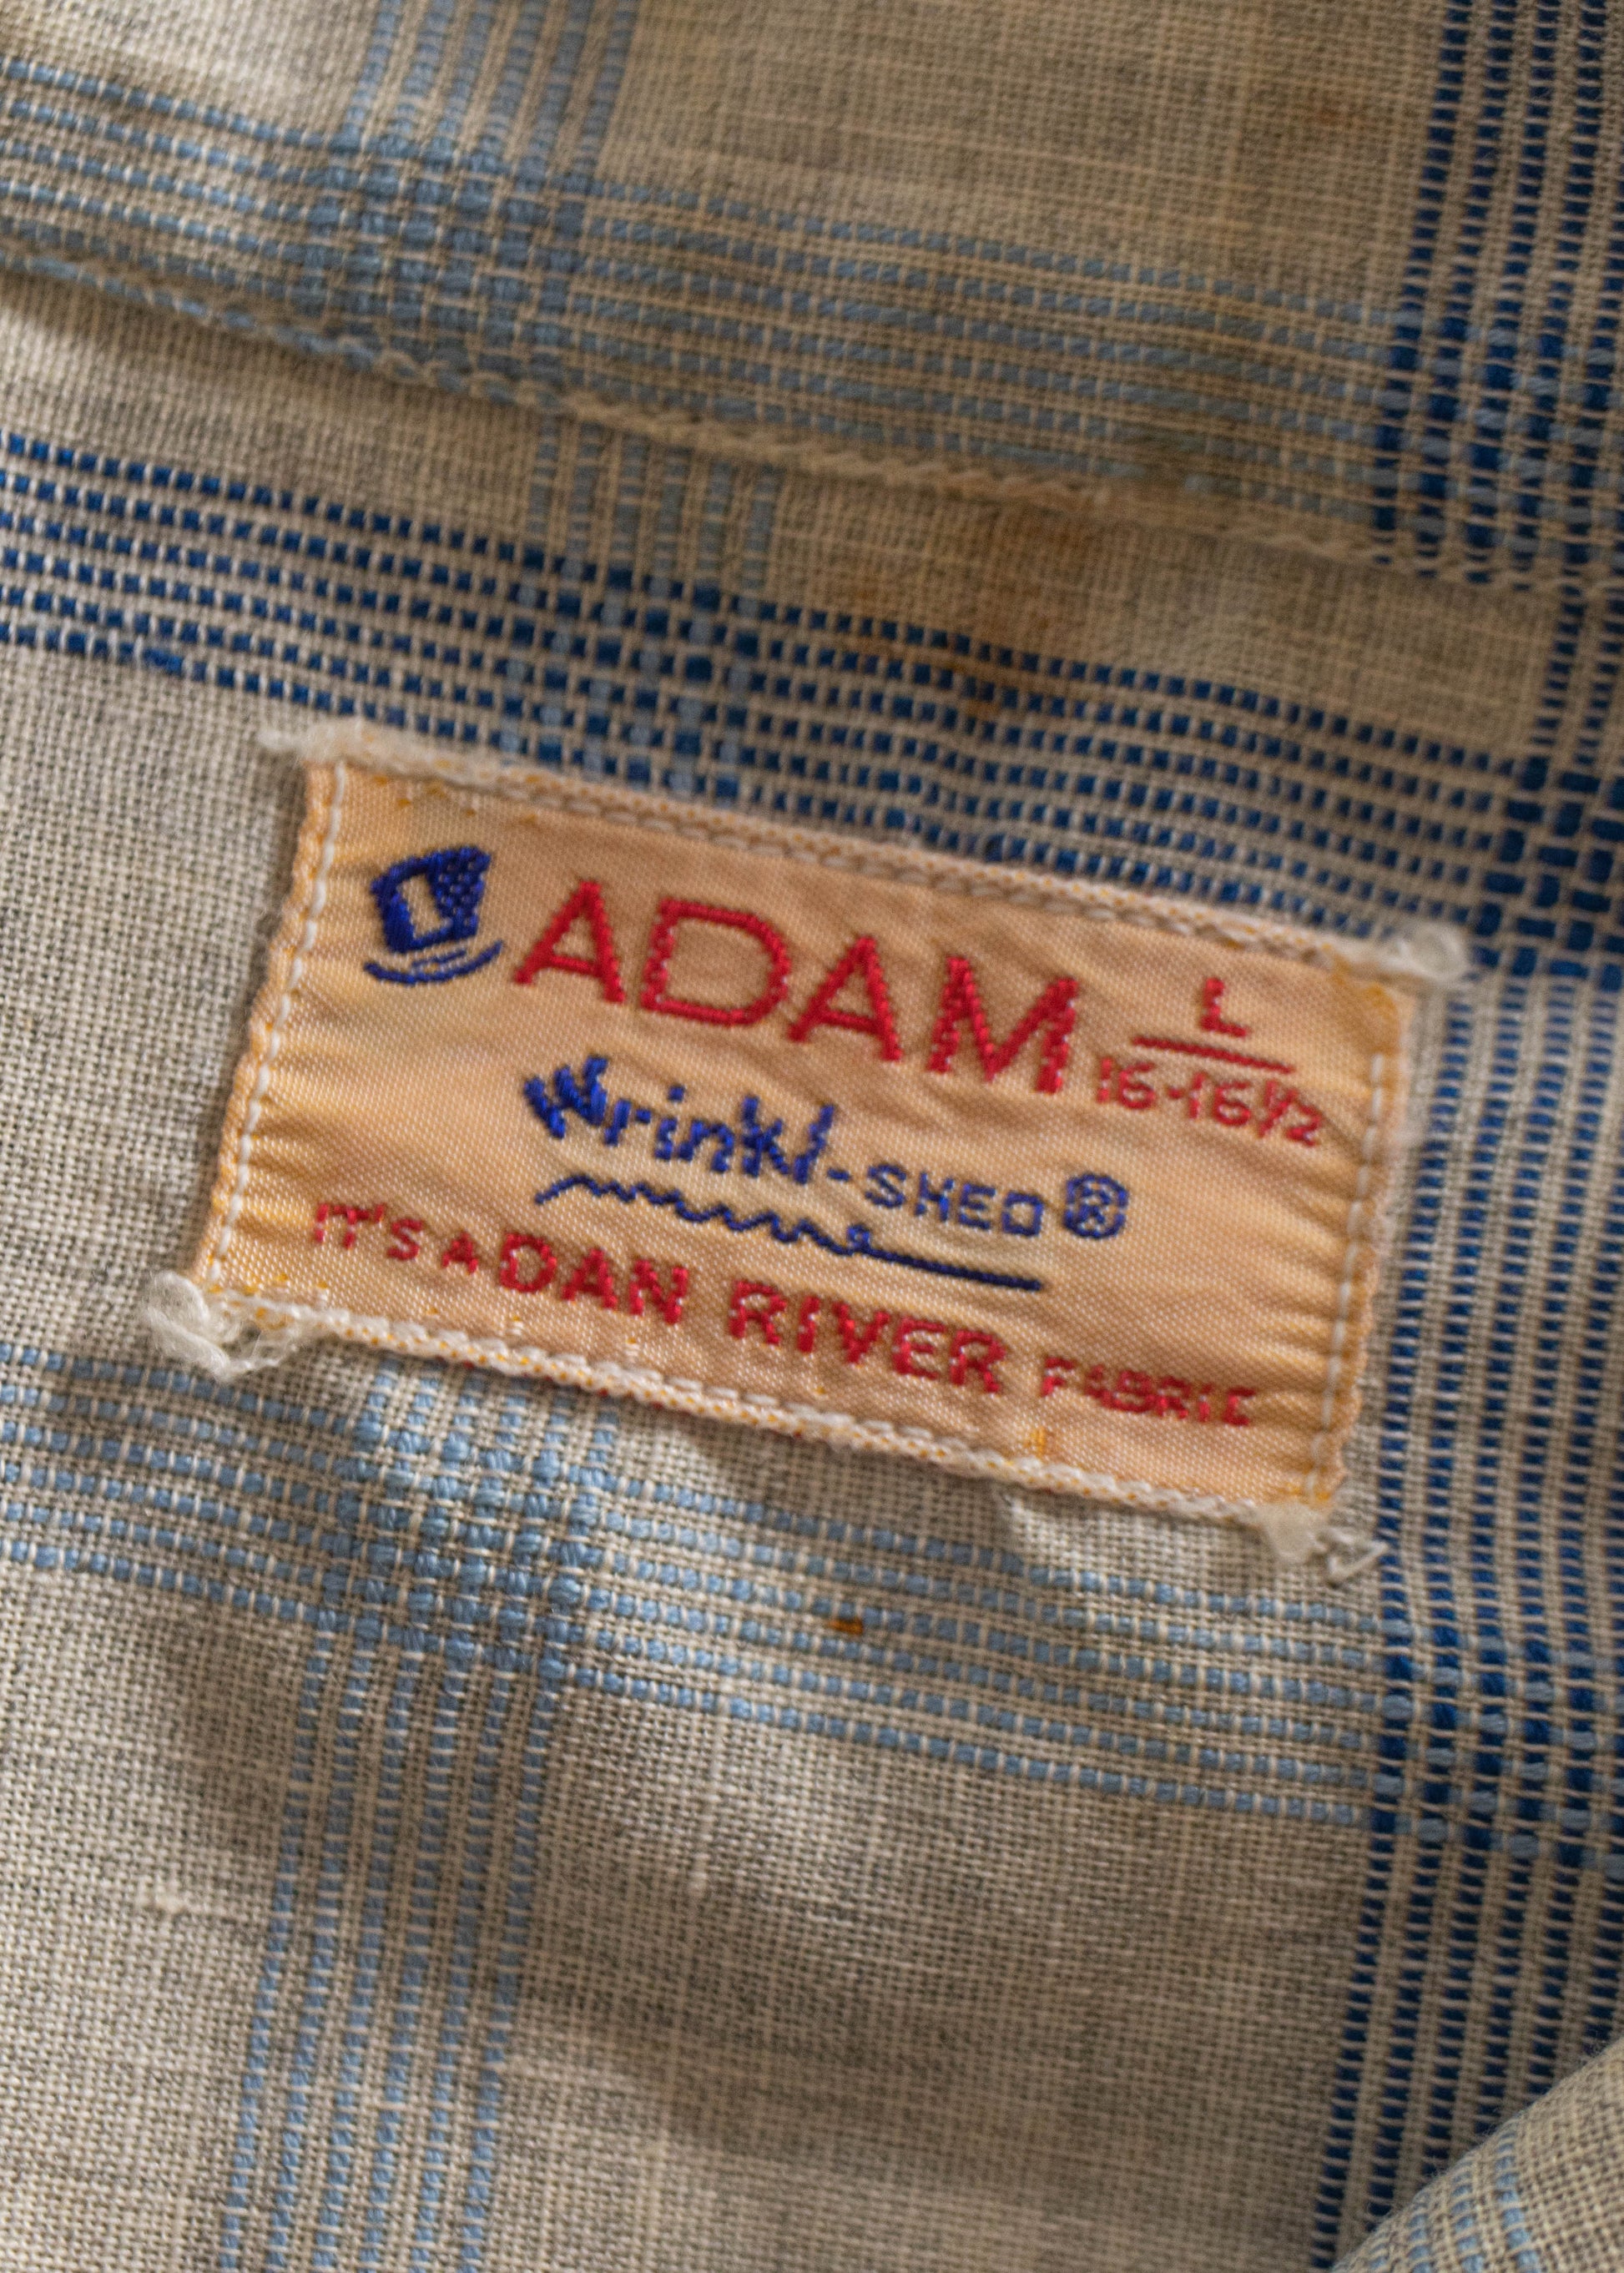 ADAM L
16-16½
Wrinkl-SHED®
IT'S A DAN RIVER FABRIC